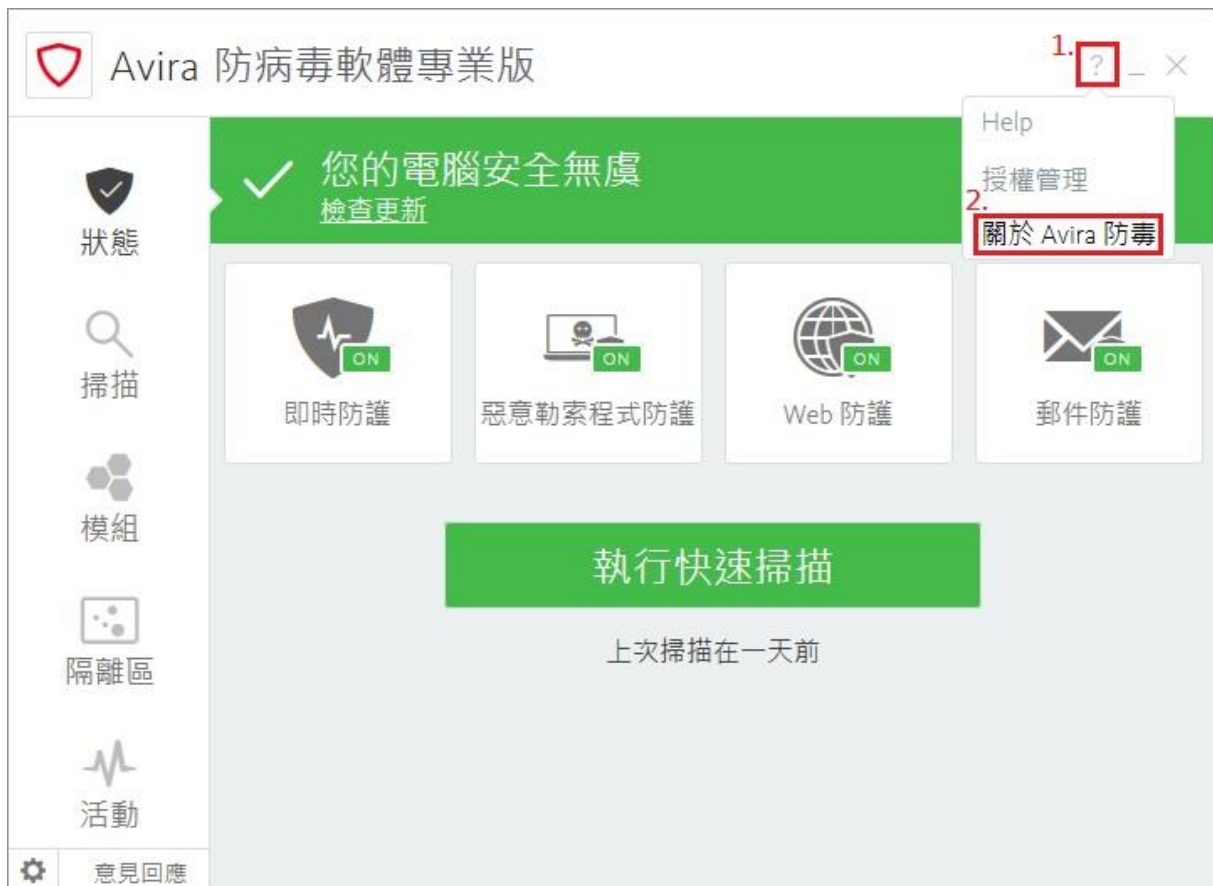 Avira 防病毒軟體專業版
1.
?
Help
授權管理
2.
關於 Avira 防毒
您的電腦安全無虞
檢查更新
狀態
掃描
模組
隔離區
活動
意見回應
ON
即時防護
ON
惡意勒索程式防護
ON
Web 防護
ON
郵件防護
執行快速掃描
上次掃描在一天前